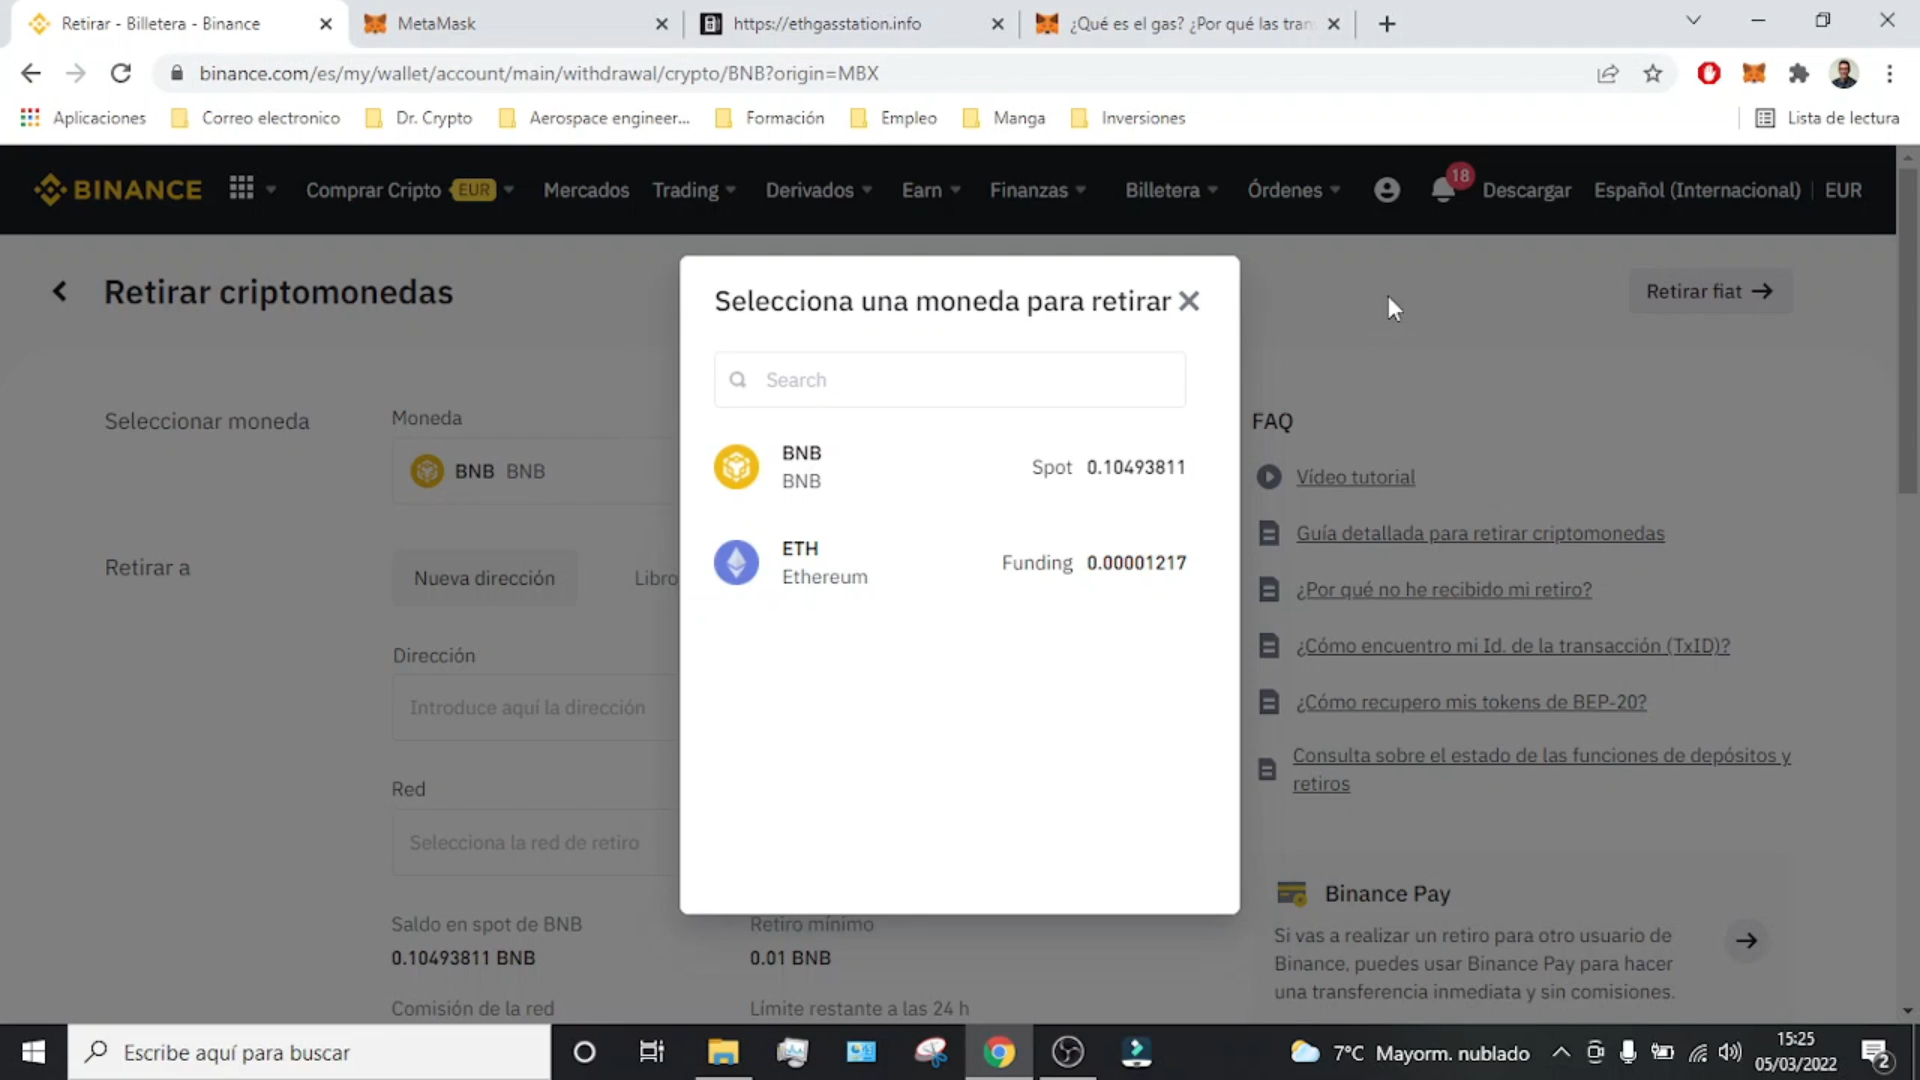 Retirar - Billetera - Binance
MetaMask
https://ethgasstation.info
¿Qué es el gas? ¿Por qué las tran
binance.com/es/my/wallet/account/main/withdrawal/crypto/BNB?origin=MBX
Aplicaciones
Correo electronico
Dr. Crypto
Aerospace engineer...
Formación
Empleo
Manga
Inversiones
Lista de lectura
BINANCE
Comprar Cripto EUR
Mercados
Trading
Derivados
Earn
Finanzas
Billetera
Órdenes
18
Descargar
Español (Internacional)
EUR
Retirar criptomonedas
Retirar fiat
Selecciona una moneda para retirar
Search
BNB
BNB
Spot 0.10493811
ETH
Ethereum
Funding 0.00001217
Seleccionar moneda
Moneda
BNB BNB
Retirar a
Nueva dirección
Libro
Dirección
Introduce aquí la dirección
Red
Selecciona la red de retiro
Saldo en spot de BNB
0.10493811 BNB
Retiro mínimo
0.01 BNB
Comisión de la red
Límite restante a las 24 h
FAQ
Vídeo tutorial
Guía detallada para retirar criptomonedas
¿Por qué no he recibido mi retiro?
¿Cómo encuentro mi Id. de la transacción (TxID)?
¿Cómo recupero mis tokens de BEP-20?
Consulta sobre el estado de las funciones de depósitos y
retiros
Binance Pay
Si vas a realizar un retiro para otro usuario de
Binance, puedes usar Binance Pay para hacer
una transferencia inmediata y sin comisiones.
Escribe aquí para buscar
7°C Mayorm. nublado
15:25
05/03/2022
2